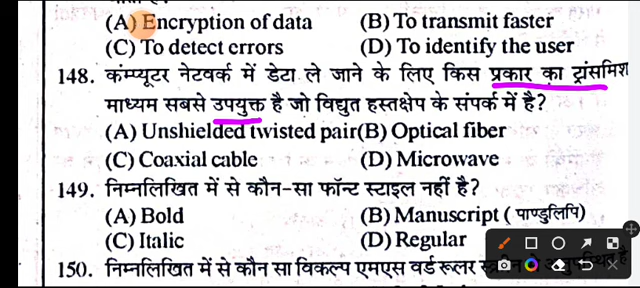 (A) Encryption of data (B) To transmit faster
(C) To detect errors (D) To identify the user
148. कंम्प्यूटर नेटवर्क में डेटा ले जाने के लिए किस प्रकार का ट्रांसमिश
माध्यम सबसे उपयुक्त है जो विद्युत हस्तक्षेप के संपर्क में है?
(A) Unshielded twisted pair(B) Optical fiber
(C) Coaxial cable (D) Microwave
149. निम्नलिखित में से कौन-सा फॉन्ट स्टाइल नहीं है?
(A) Bold (B) Manuscript ( पाण्डुलिपि)
(C) Italic (D) Regular
150. निम्नलिखित में से कौन सा विकल्प एमएस वर्ड रूलर